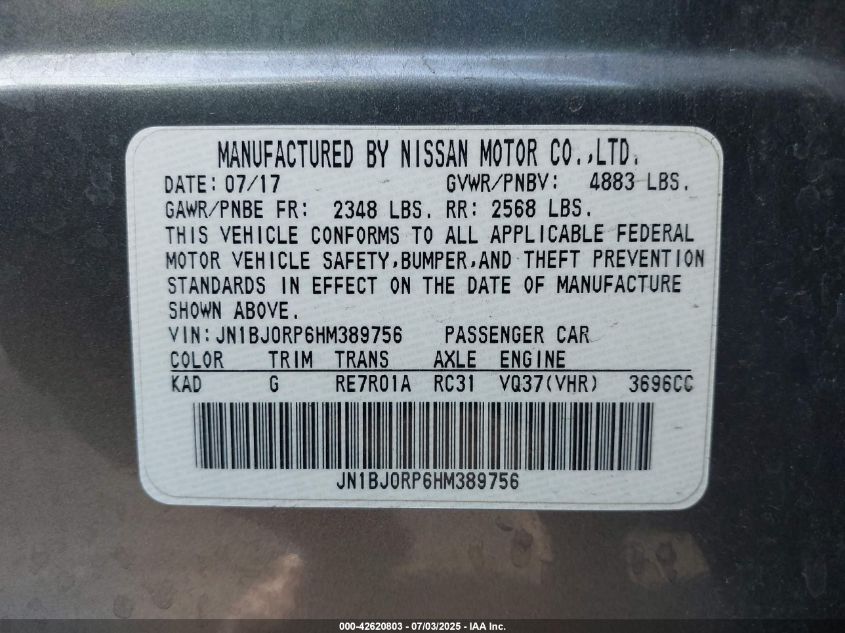 MANUFACTURED BY NISSAN MOTOR CO.,LTD.
DATE: 07/17 GVWR/PNBV: 4883 LBS.
GAWR/PNBE FR: 2348 LBS. RR: 2568 LBS.
THIS VEHICLE CONFORMS TO ALL APPLICABLE FEDERAL
MOTOR VEHICLE SAFETY,BUMPER,AND THEFT PREVENTION
STANDARDS IN EFFECT ON THE DATE OF MANUFACTURE
SHOWN ABOVE.
VIN:JN1BJ0RP6HM389756 PASSENGER CAR
COLOR TRIM TRANS AXLE ENGINE
KAD G RE7R01A RC31 VQ37(VHR) 3696CC
JN1BJ0RP6HM389756
000-42620803 - 07/03/2025 - IAA Inc.